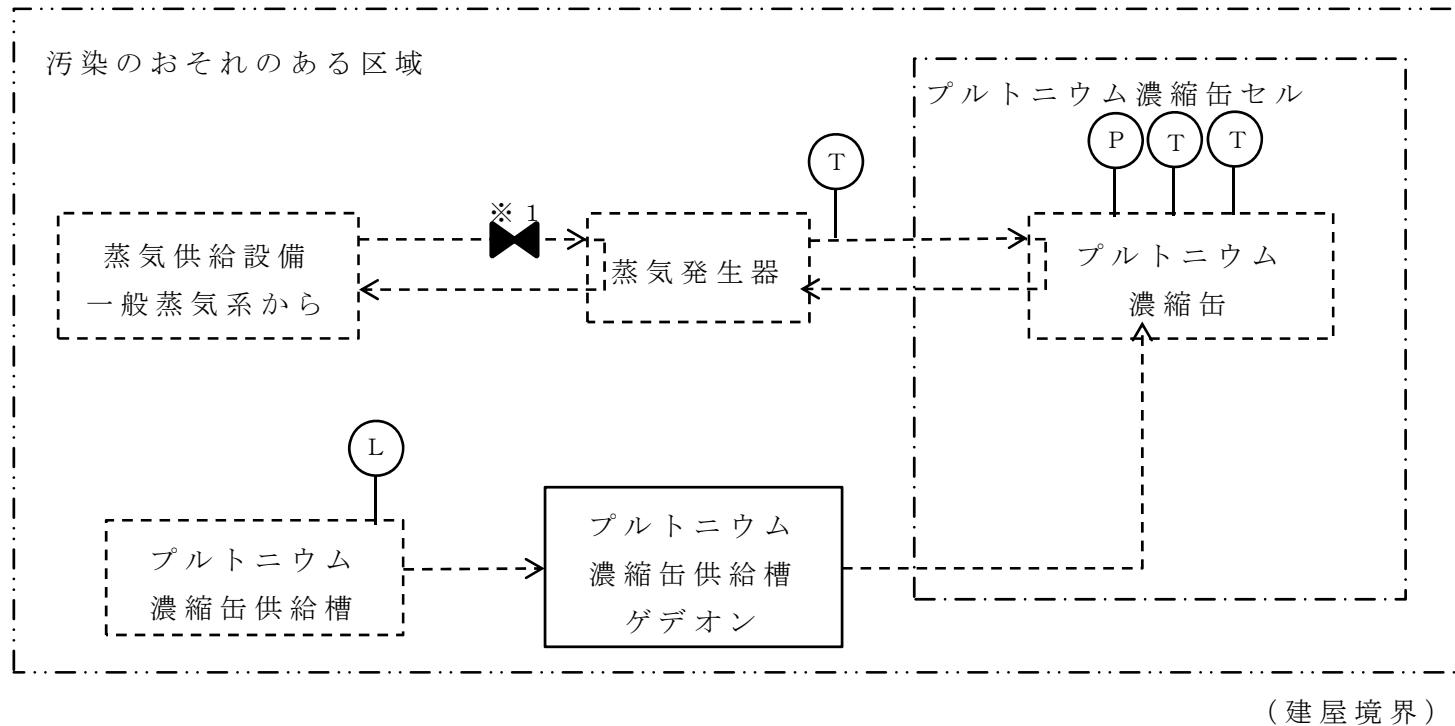 汚染のおそれのある区域
プルトニウム濃縮缶セル
P
T
T
T
※1
蒸気供給設備
一般蒸気系から
蒸気発生器
プルトニウム
濃縮缶
L
プルトニウム
濃縮缶供給槽
プルトニウム
濃縮缶供給槽
ゲデオン
(建屋境界)